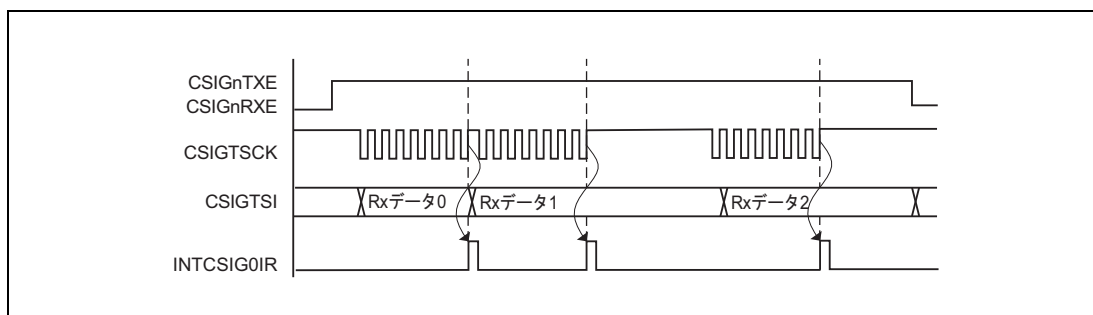 CSIGnTXE
CSIGnRXE
CSIGTSCK
CSIGTSI
Rxデータ0
Rxデータ1
Rxデータ2
INTCSIG0IR